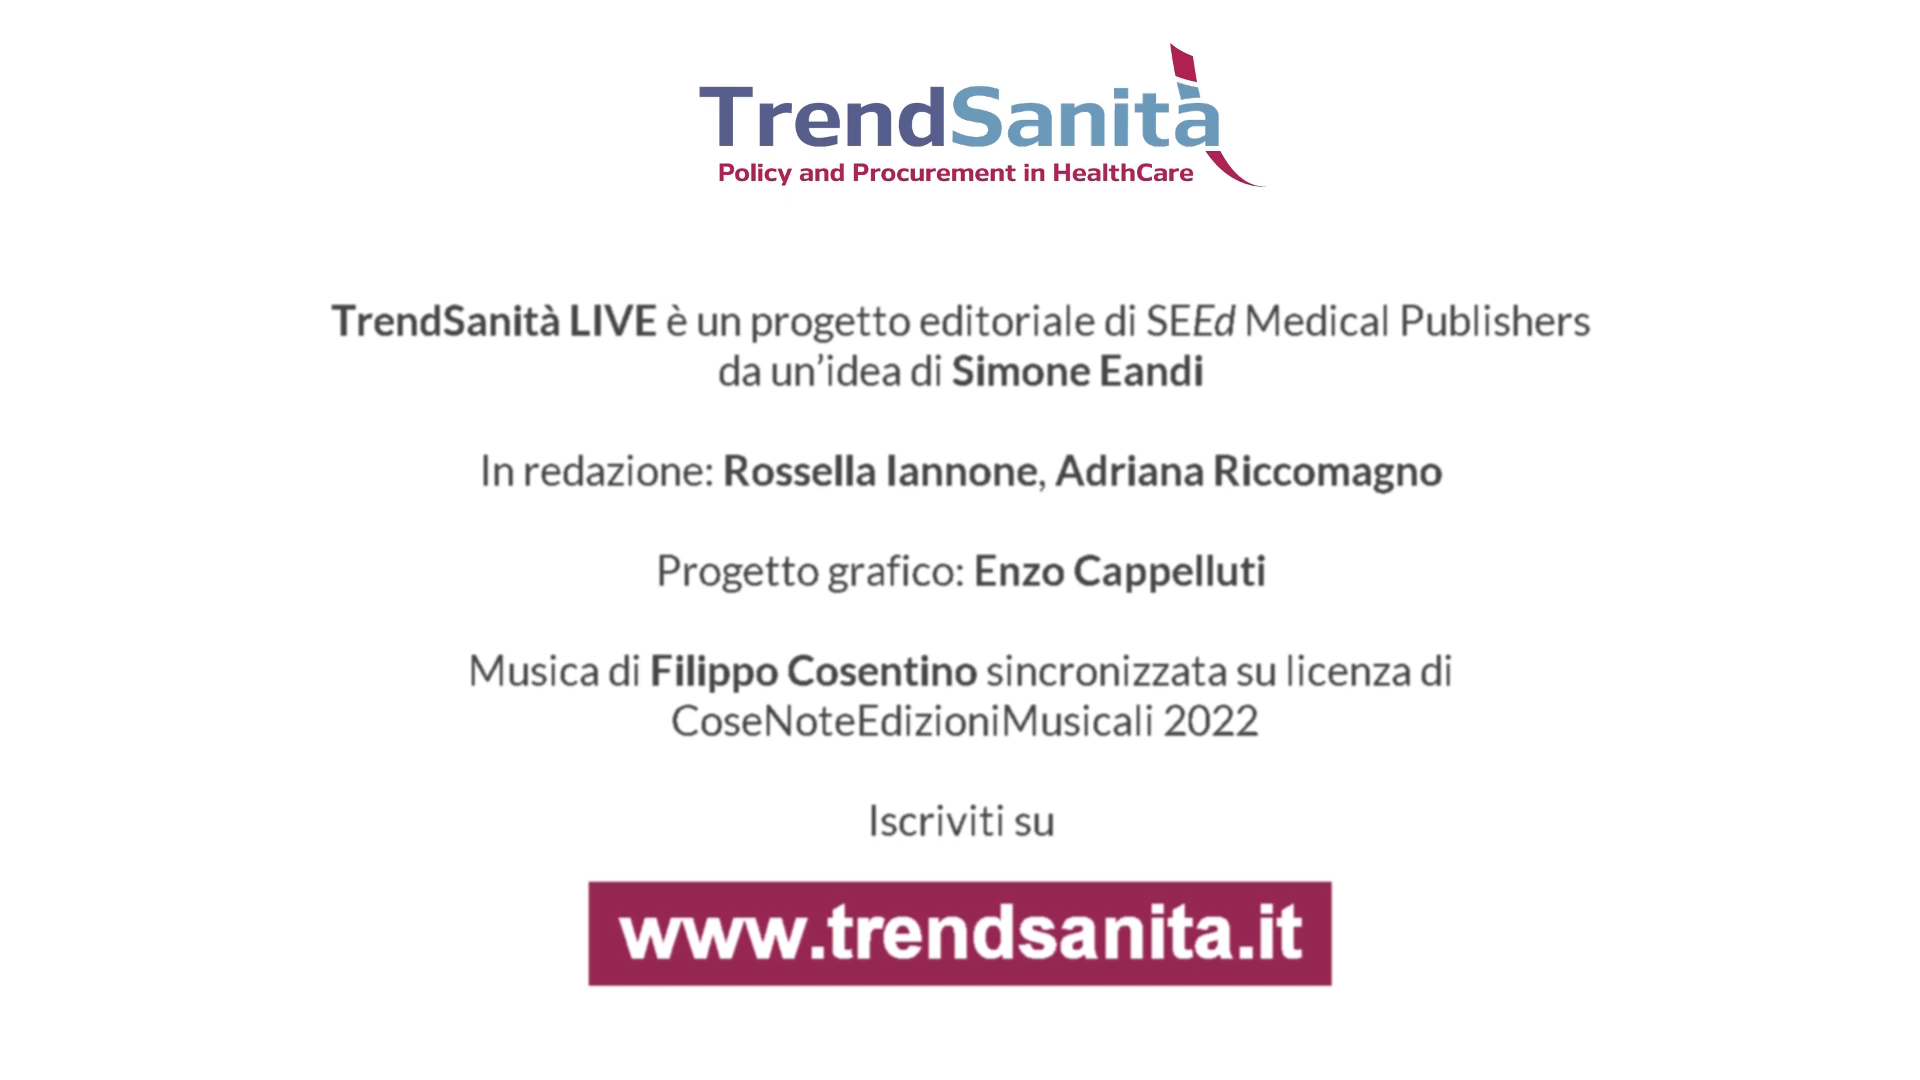 TrendSanità
Policy and Procurement in HealthCare
TrendSanità LIVE è un progetto editoriale di SEEd Medical Publishers
da un’idea di Simone Eandi
In redazione: Rossella Iannone, Adriana Riccomagno
Progetto grafico: Enzo Cappelluti
Musica di Filippo Cosentino sincronizzata su licenza di
CoseNoteEdizioniMusicali 2022
Iscriviti su
www.trendsanita.it